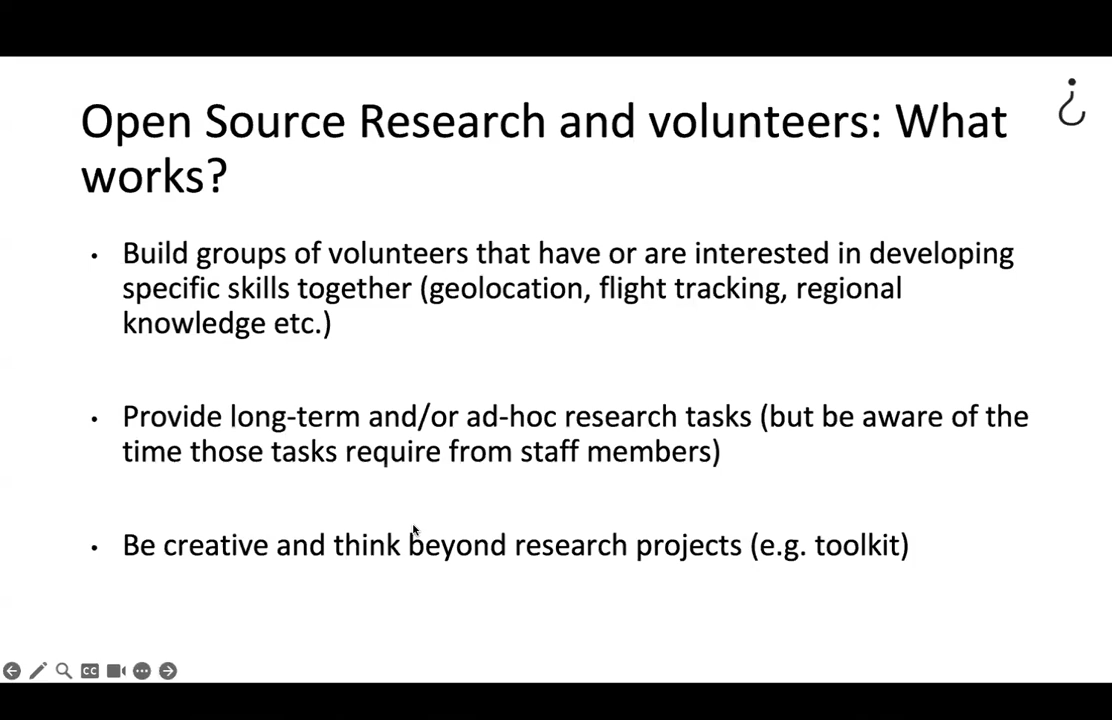 Open Source Research and volunteers: What
works?
• Build groups of volunteers that have or are interested in developing
specific skills together (geolocation, flight tracking, regional
knowledge etc.)
• Provide long-term and/or ad-hoc research tasks (but be aware of the
time those tasks require from staff members)
• Be creative and think beyond research projects (e.g. toolkit)
CC